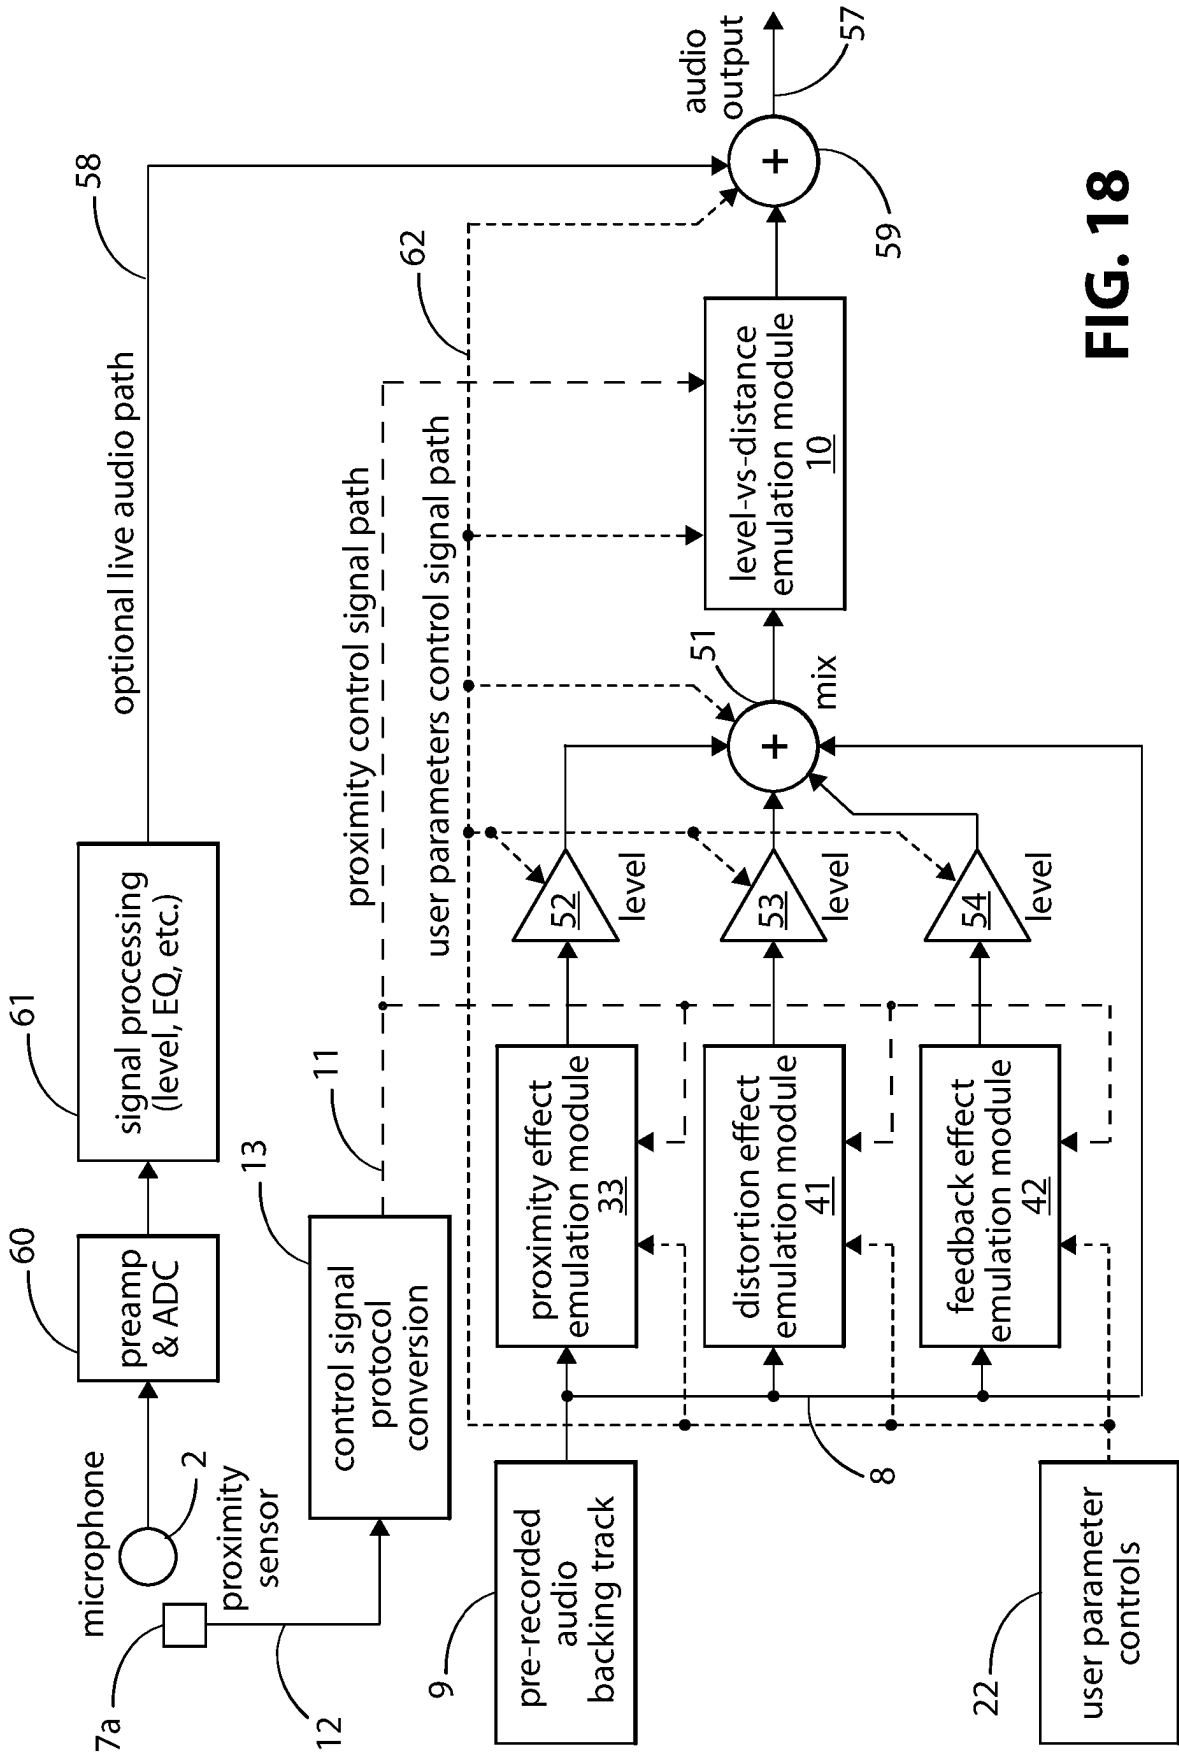 microphone
2
7a
proximity
sensor
12
60
preamp
& ADC
61
signal processing
(level, EQ, etc.)
optional live audio path
58
13
control signal
protocol
conversion
11
proximity control signal path
user parameters control signal path
62
9
pre-recorded
audio
backing track
8
22
user parameter
controls
proximity effect
emulation module
33
distortion effect
emulation module
41
feedback effect
emulation module
42
52
level
53
level
54
level
51
+
mix
level-vs-distance
emulation module
10
+
59
audio
output
57
FIG. 18